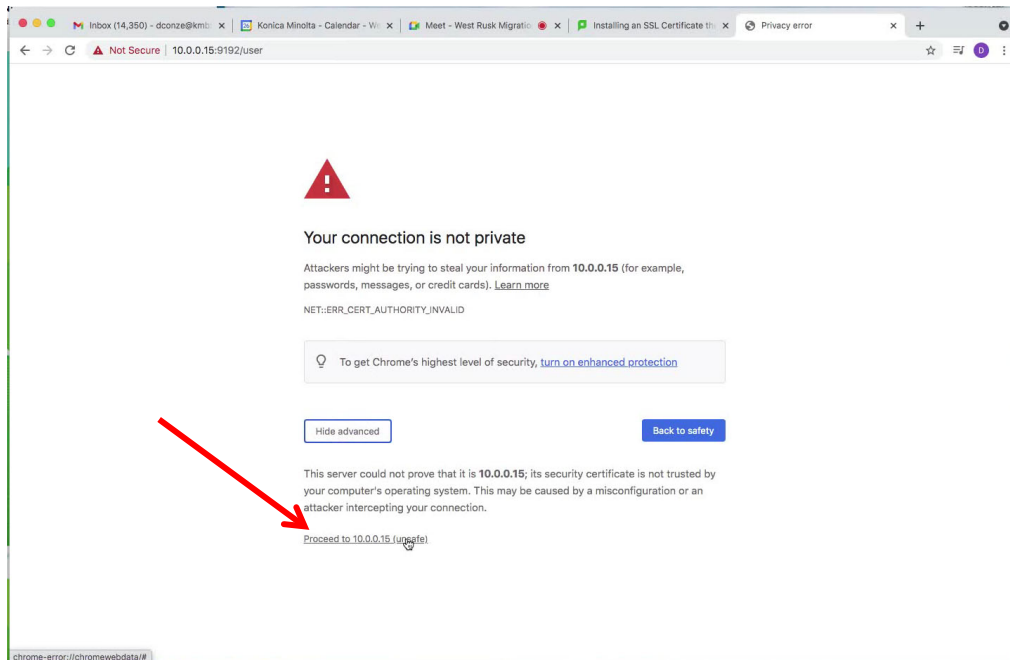 Inbox (14,350) - dconze@kmb
Konica Minolta - Calendar - W
Meet - West Rusk Migratio
Installing an SSL Certificate th
Privacy error
Not Secure 10.0.0.15:9192/user
D
Your connection is not private
Attackers might be trying to steal your information from 10.0.0.15 (for example,
passwords, messages, or credit cards). Learn more
NET::ERR_CERT_AUTHORITY_INVALID
To get Chrome's highest level of security, turn on enhanced protection
Hide advanced
Back to safety
This server could not prove that it is 10.0.0.15; its security certificate is not trusted by
your computer's operating system. This may be caused by a misconfiguration or an
attacker intercepting your connection.
Proceed to 10.0.0.15 (unsafe)
chrome-error://chromewebdata/#